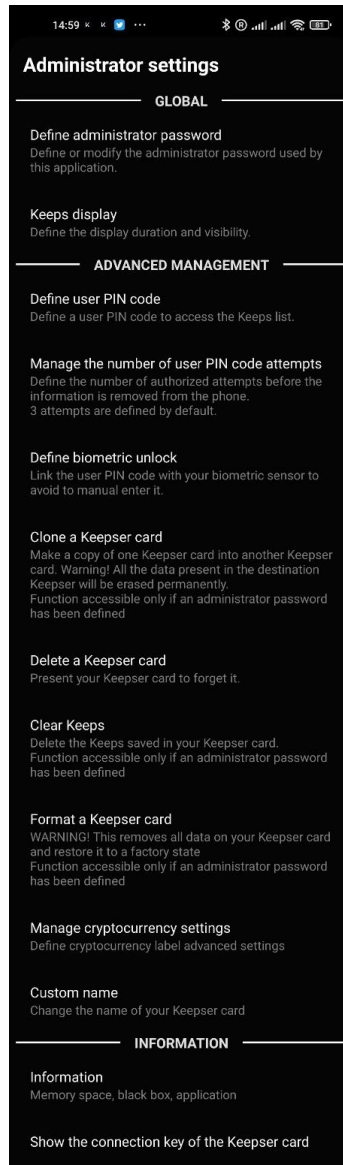 14:59 K K ···
81
Administrator settings
GLOBAL
Define administrator password
Define or modify the administrator password used by
this application.
Keeps display
Define the display duration and visibility.
ADVANCED MANAGEMENT
Define user PIN code
Define a user PIN code to access the Keeps list.
Manage the number of user PIN code attempts
Define the number of authorized attempts before the
information is removed from the phone.
3 attempts are defined by default.
Define biometric unlock
Link the user PIN code with your biometric sensor to
avoid to manual enter it.
Clone a Keepser card
Make a copy of one Keepser card into another Keepser
card. Warning! All the data present in the destination
Keepser will be erased permanently.
Function accessible only if an administrator password
has been defined
Delete a Keepser card
Present your Keepser card to forget it.
Clear Keeps
Delete the Keeps saved in your Keepser card.
Function accessible only if an administrator password
has been defined
Format a Keepser card
WARNING! This removes all data on your Keepser card
and restore it to a factory state
Function accessible only if an administrator password
has been defined
Manage cryptocurrency settings
Define cryptocurrency label advanced settings
Custom name
Change the name of your Keepser card
INFORMATION
Information
Memory space, black box, application
Show the connection key of the Keepser card